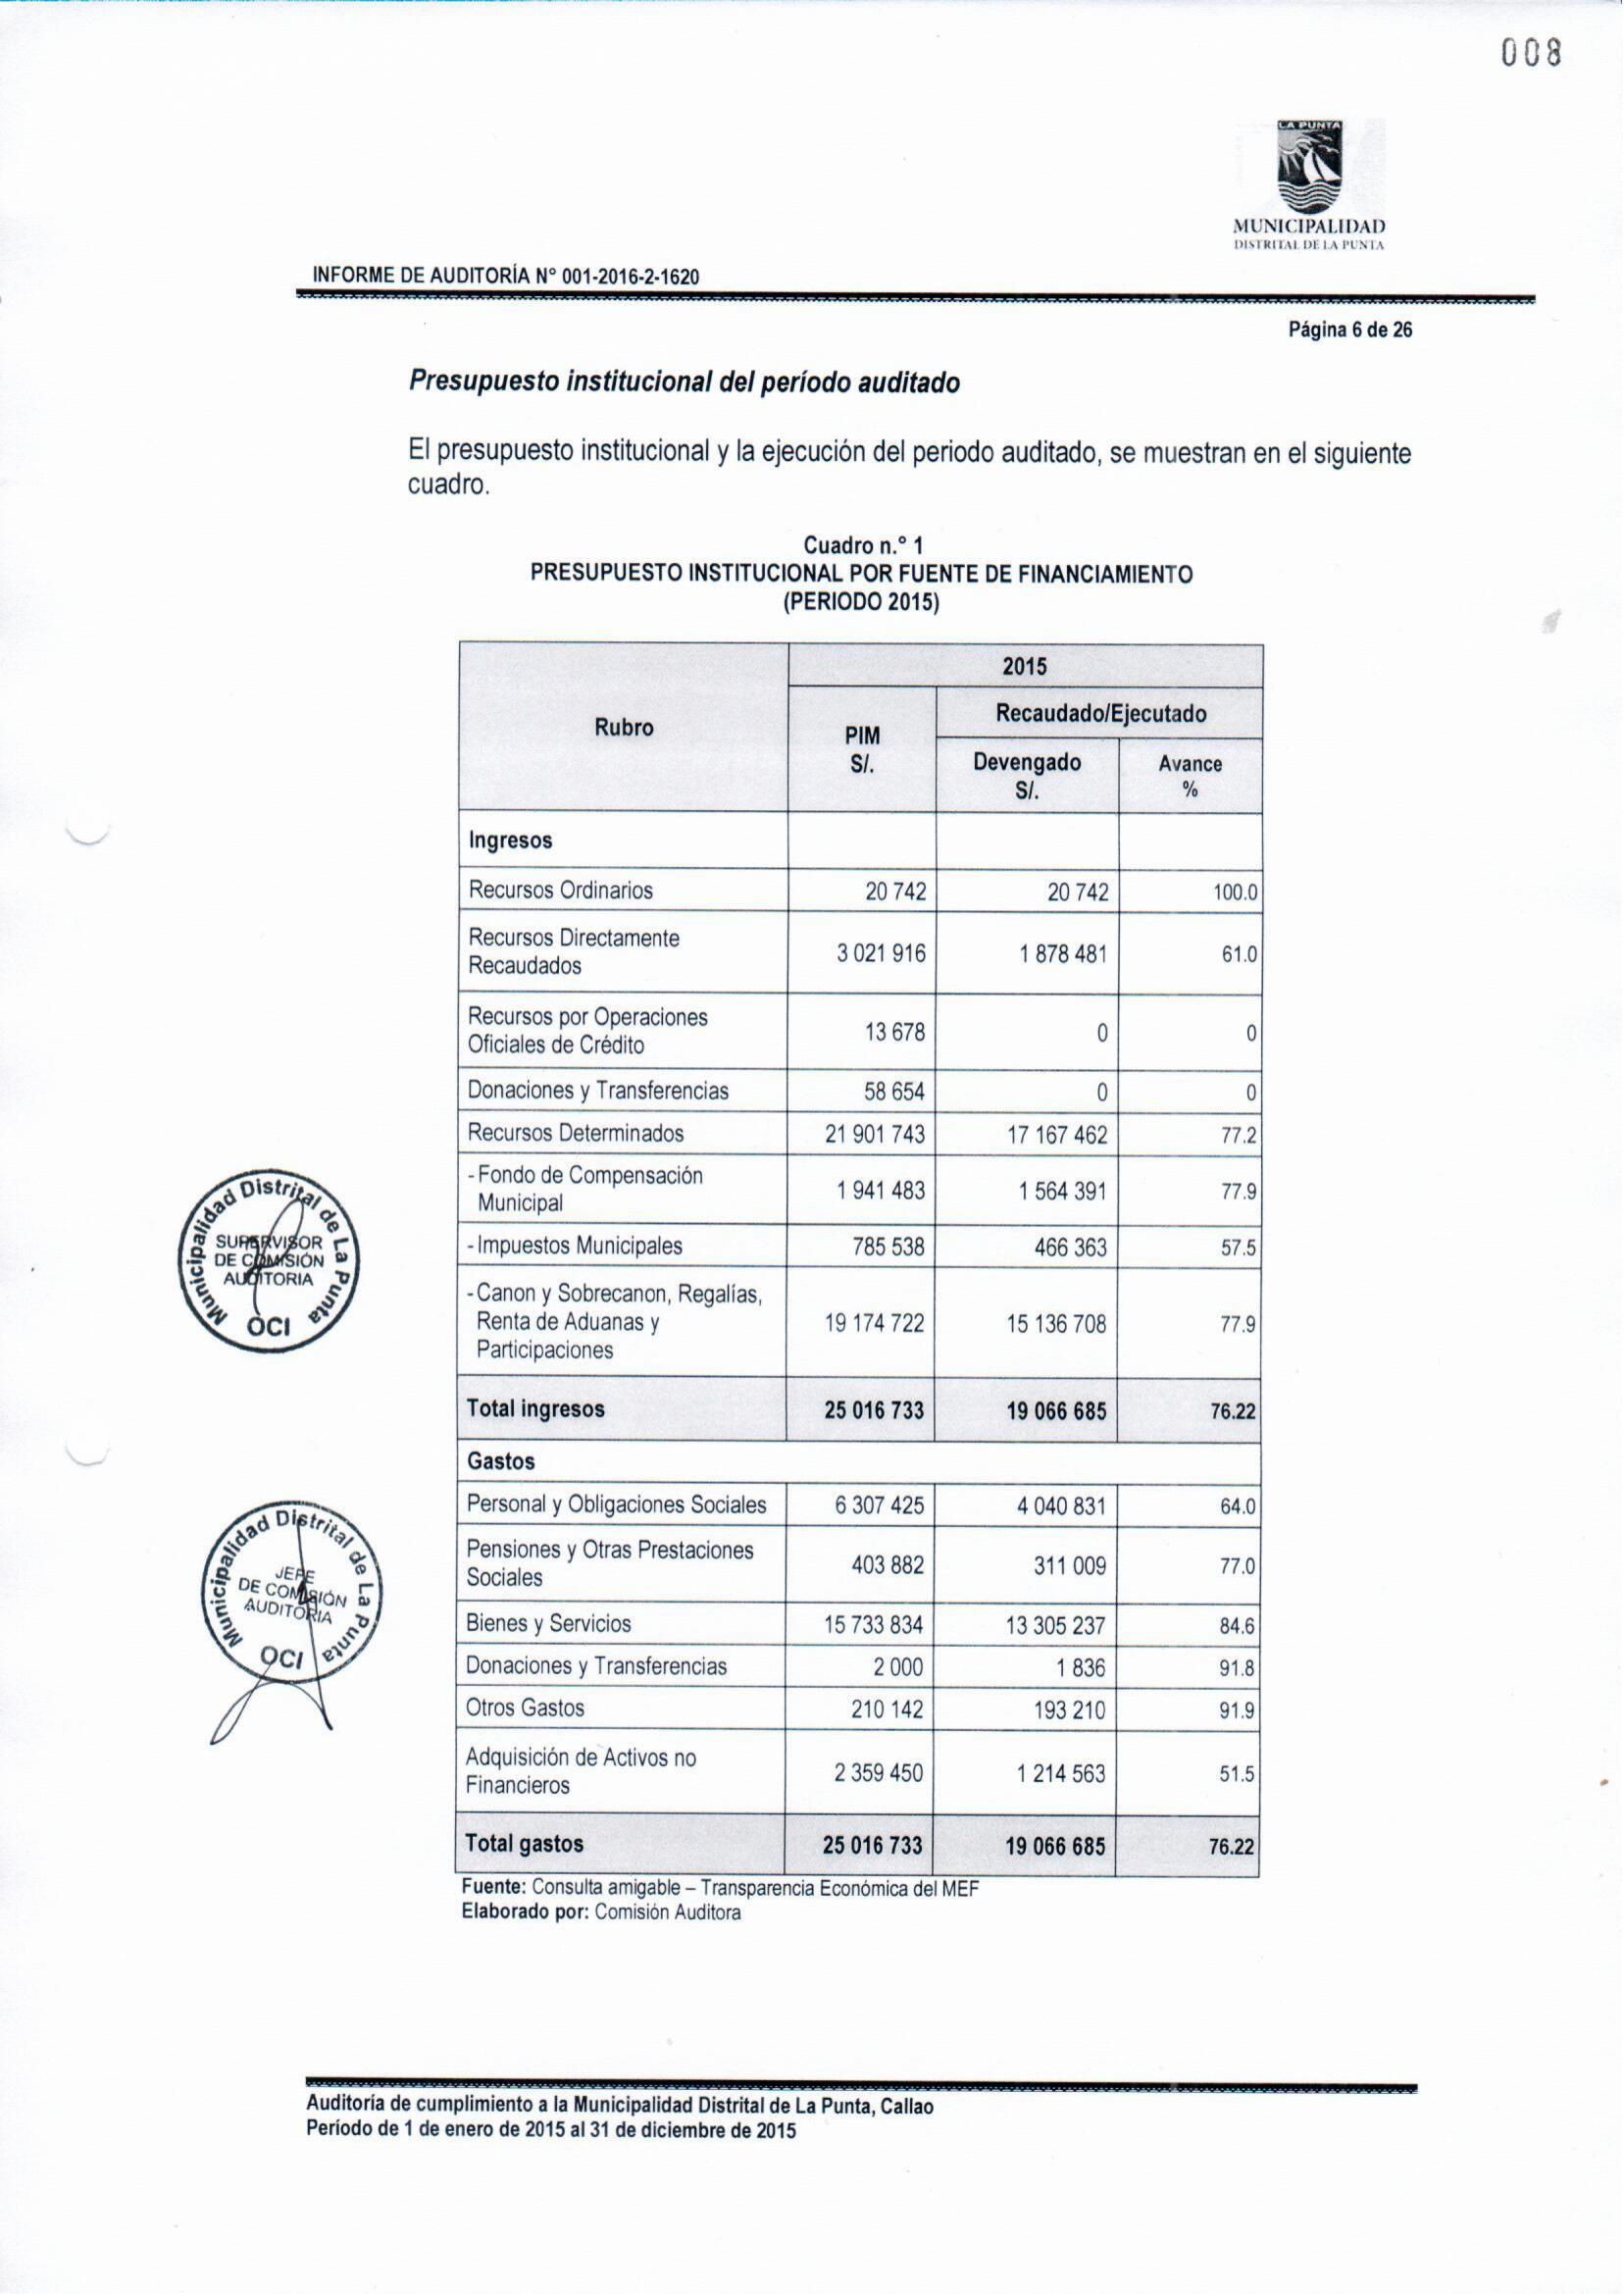 008
LA PUNTA
MUNICIPALIDAD
DISTRITAL DE LA PUNTA
INFORME DE AUDITORÍA N° 001-2016-2-1620
Página 6 de 26
Presupuesto institucional del período auditado
El presupuesto institucional y la ejecución del periodo auditado, se muestran en el siguiente
cuadro.
Cuadro n.° 1
PRESUPUESTO INSTITUCIONAL POR FUENTE DE FINANCIAMIENTO
(PERIODO 2015)
Rubro
2015
PIM
S/.
Recaudado/Ejecutado
Devengado
S/.
Avance
%
Ingresos
Recursos Ordinarios 20 742 20 742 100.0
Recursos Directamente
Recaudados 3 021 916 1 878 481 61.0
Recursos por Operaciones
Oficiales de Crédito 13 678 0 0
Donaciones y Transferencias 58 654 0 0
Recursos Determinados 21 901 743 17 167 462 77.2
- Fondo de Compensación
Municipal 1 941 483 1 564 391 77.9
- Impuestos Municipales 785 538 466 363 57.5
- Canon y Sobrecanon, Regalías,
Renta de Aduanas y 19 174 722 15 136 708 77.9
Participaciones
Total ingresos 25 016 733 19 066 685 76.22
Gastos
Personal y Obligaciones Sociales 6 307 425 4 040 831 64.0
Pensiones y Otras Prestaciones
Sociales 403 882 311 009 77.0
Bienes y Servicios 15 733 834 13 305 237 84.6
Donaciones y Transferencias 2 000 1 836 91.8
Otros Gastos 210 142 193 210 91.9
Adquisición de Activos no
Financieros 2 359 450 1 214 563 51.5
Total gastos 25 016 733 19 066 685 76.22
Fuente: Consulta amigable – Transparencia Económica del MEF
Elaborado por: Comisión Auditora
Municipalidad Distrital de La Punta
SUPERVISOR
DE COMISIÓN
AUDITORIA
OCI
Municipalidad Distrital de La Punta
JEFE
DE COMISIÓN
AUDITORIA
OCI
Auditoría de cumplimiento a la Municipalidad Distrital de La Punta, Callao
Período de 1 de enero de 2015 al 31 de diciembre de 2015